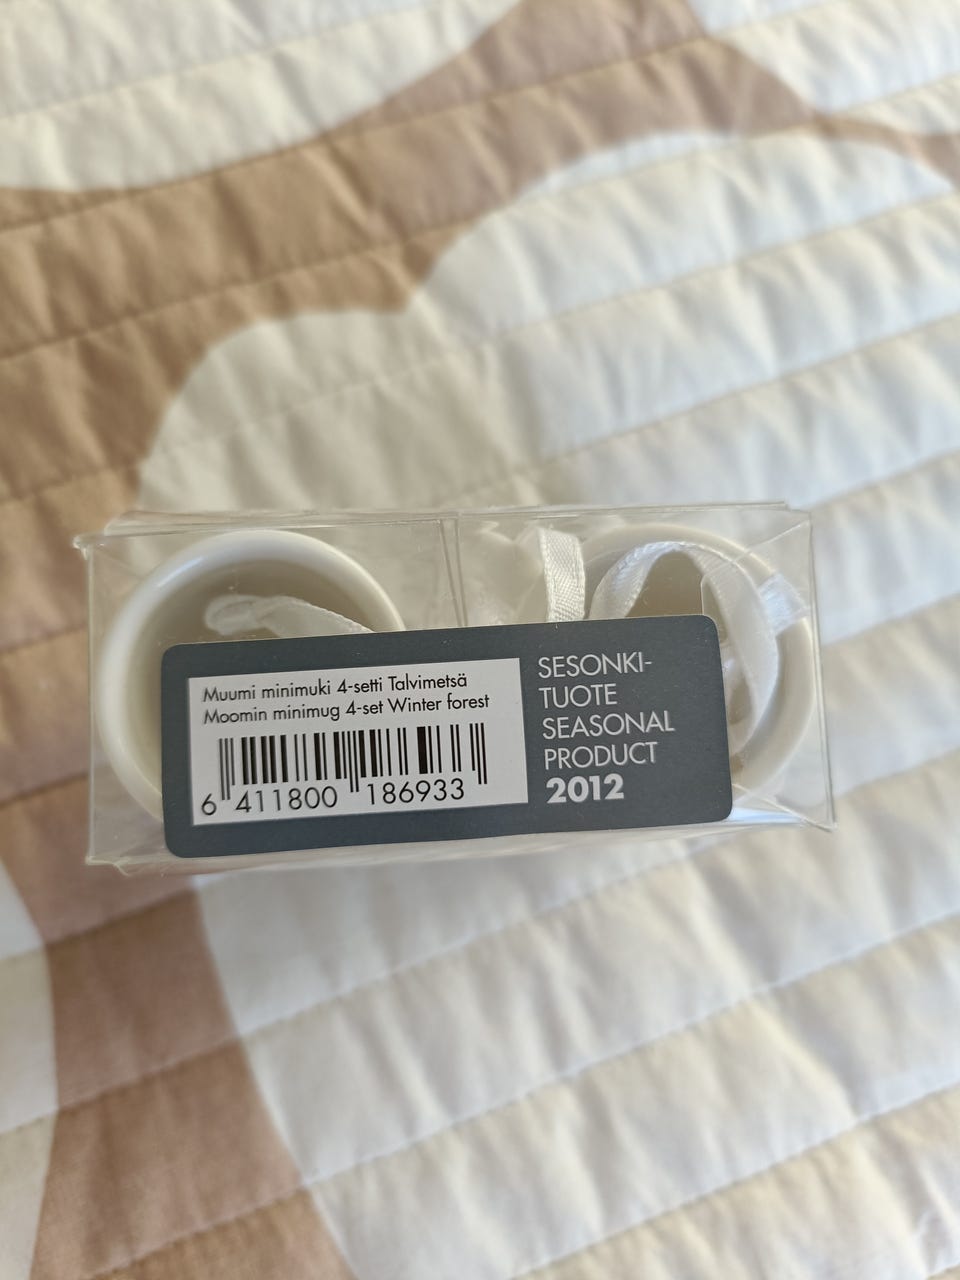 Muumi minimuki 4-setti Talvimetsä
Moomin minimug 4-set Winter forest
6 411800 186933
SESONKI-
TUOTE
SEASONAL
PRODUCT
2012